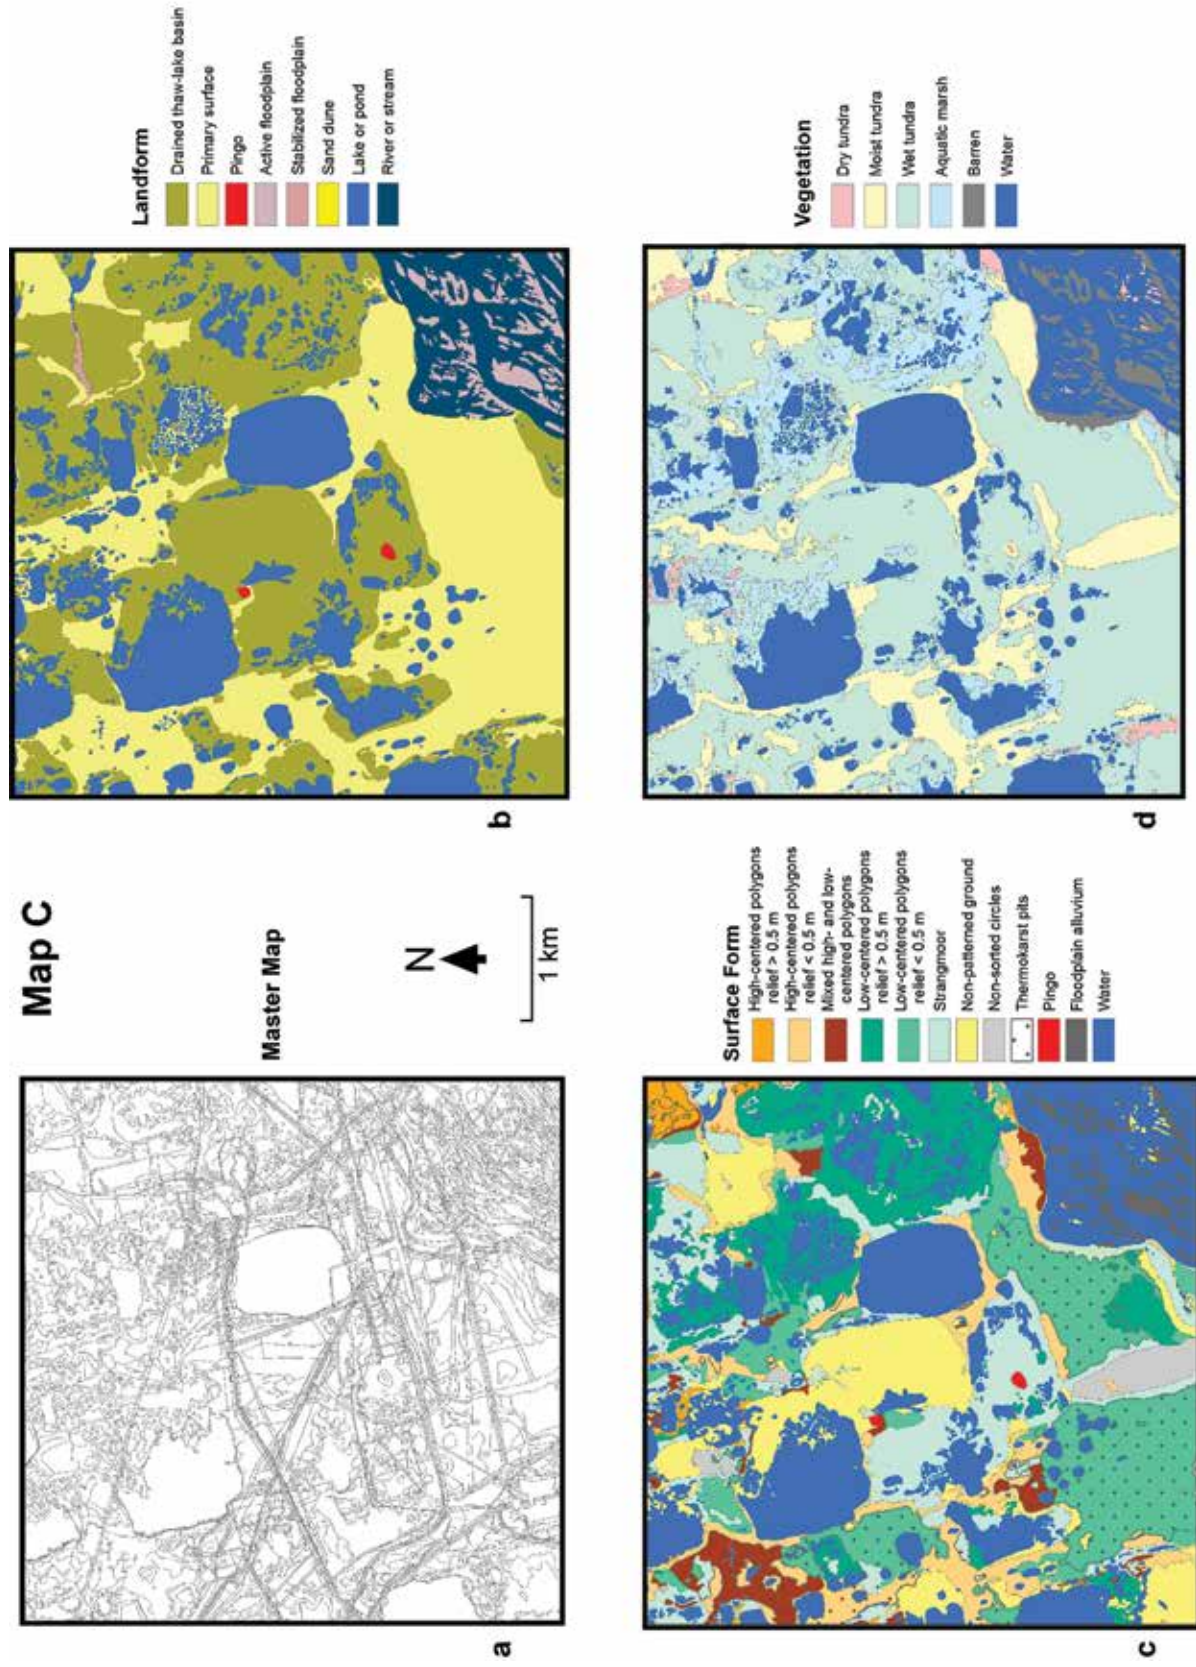 Map C
Master Map
N
1 km
a
Landform
Drained thaw-lake basin
Primary surface
Pingo
Active floodplain
Stabilized floodplain
Sand dune
Lake or pond
River or stream
b
Surface Form
High-centered polygons
relief > 0.5 m
High-centered polygons
relief < 0.5 m
Mixed high- and low-
centered polygons
Low-centered polygons
relief > 0.5 m
Low-centered polygons
relief < 0.5 m
Strangmoor
Non-patterned ground
Non-sorted circles
Thermokarst pits
Pingo
Floodplain alluvium
Water
c
Vegetation
Dry tundra
Moist tundra
Wet tundra
Aquatic marsh
Barren
Water
d